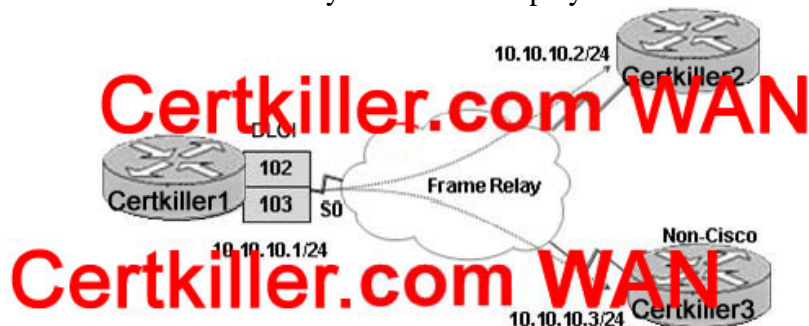 10.10.10.2/24
Certkiller2
Certkiller.com WAN
DLCI
102
Frame Relay
Certkiller1
103
S0
10.10.10.1/24
Non-Cisco
Certkiller.com WAN
Certkiller3
10.10.10.3/24